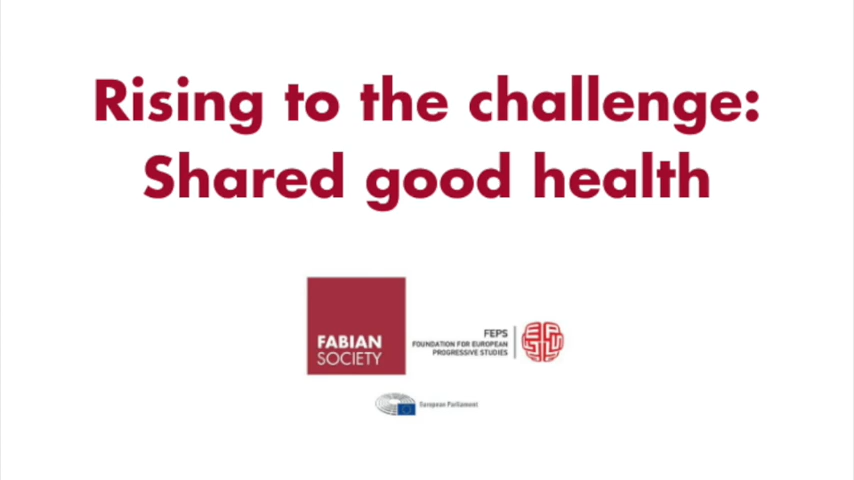 Rising to the challenge:
Shared good health
FABIAN
SOCIETY
FEPS
FOUNDATION FOR EUROPEAN
PROGRESSIVE STUDIES
European Parliament